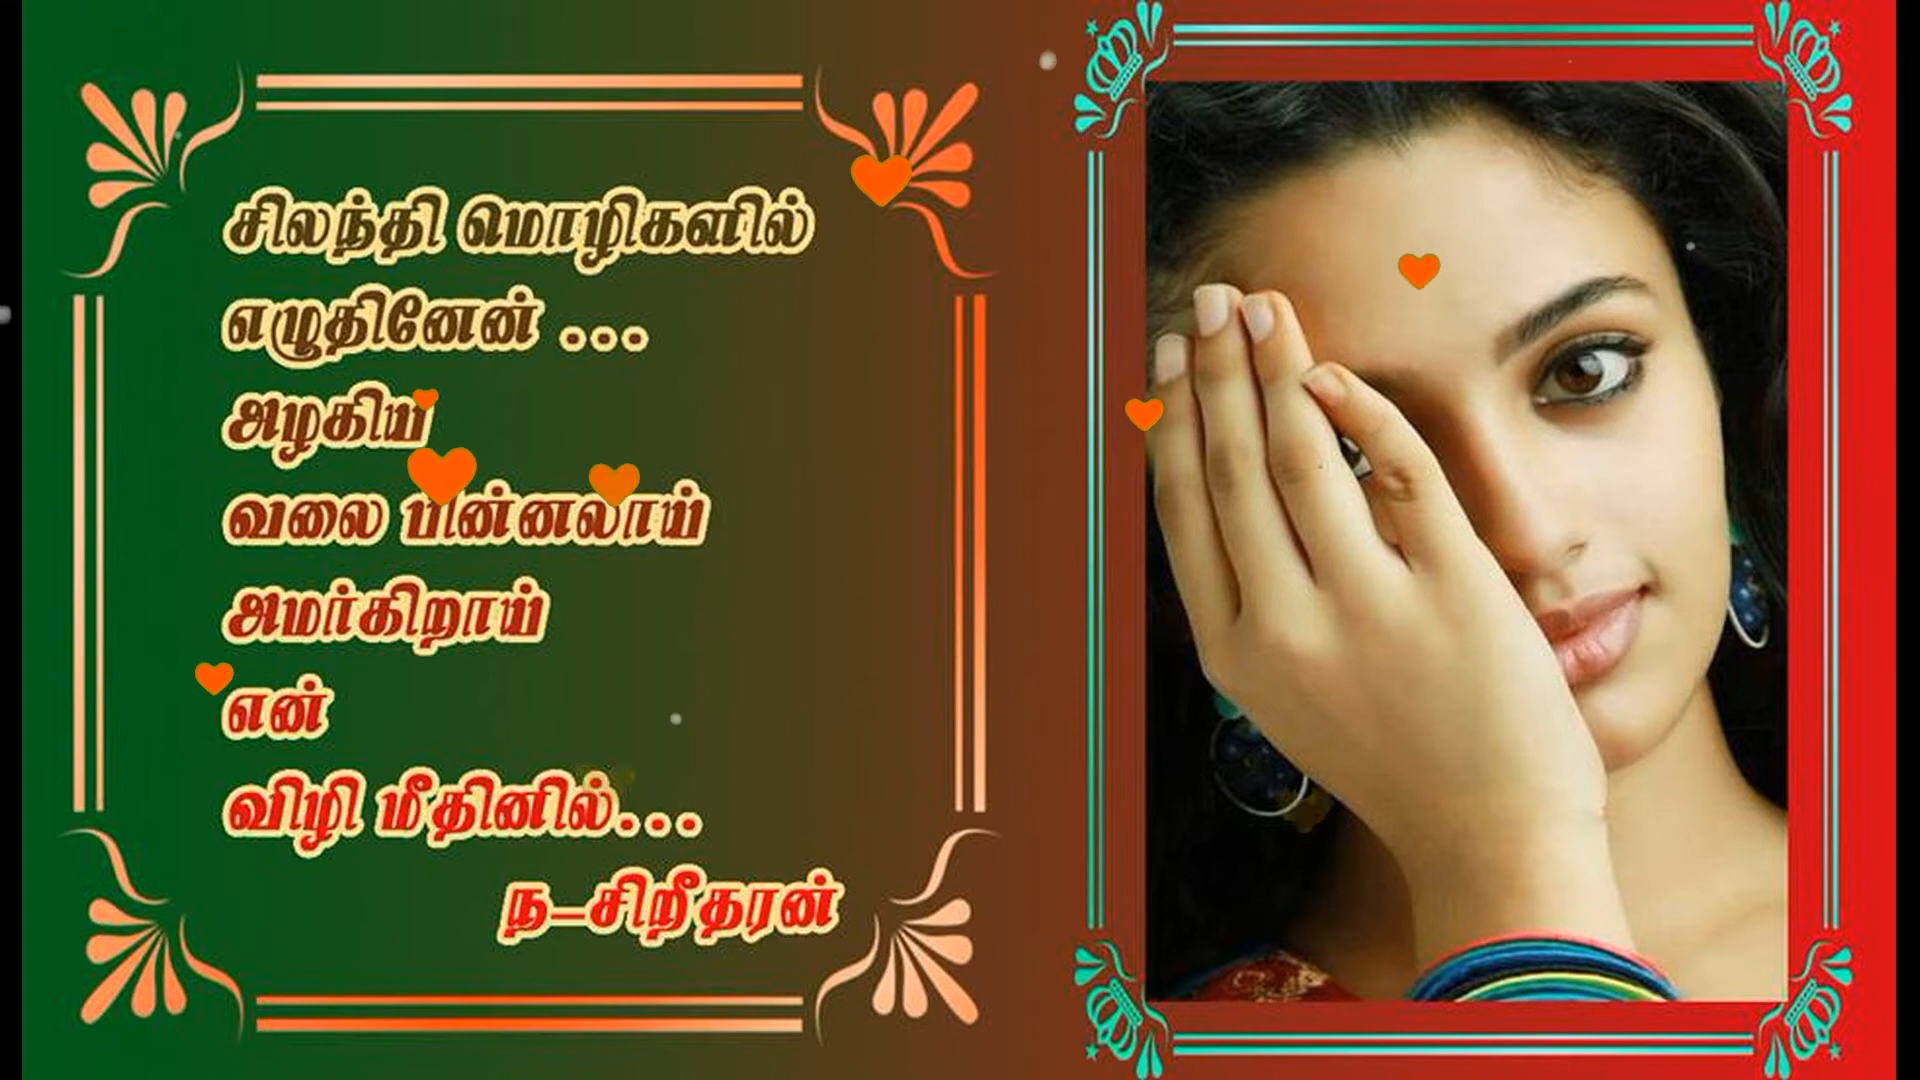 சிலந்தி மொழிகளில்
எழுதினேன் ...
அழகிய
வலை பின்னலாய்
அமர்கிறாய்
என்
விழி மீதினில்...
ந-சிறீதரன்